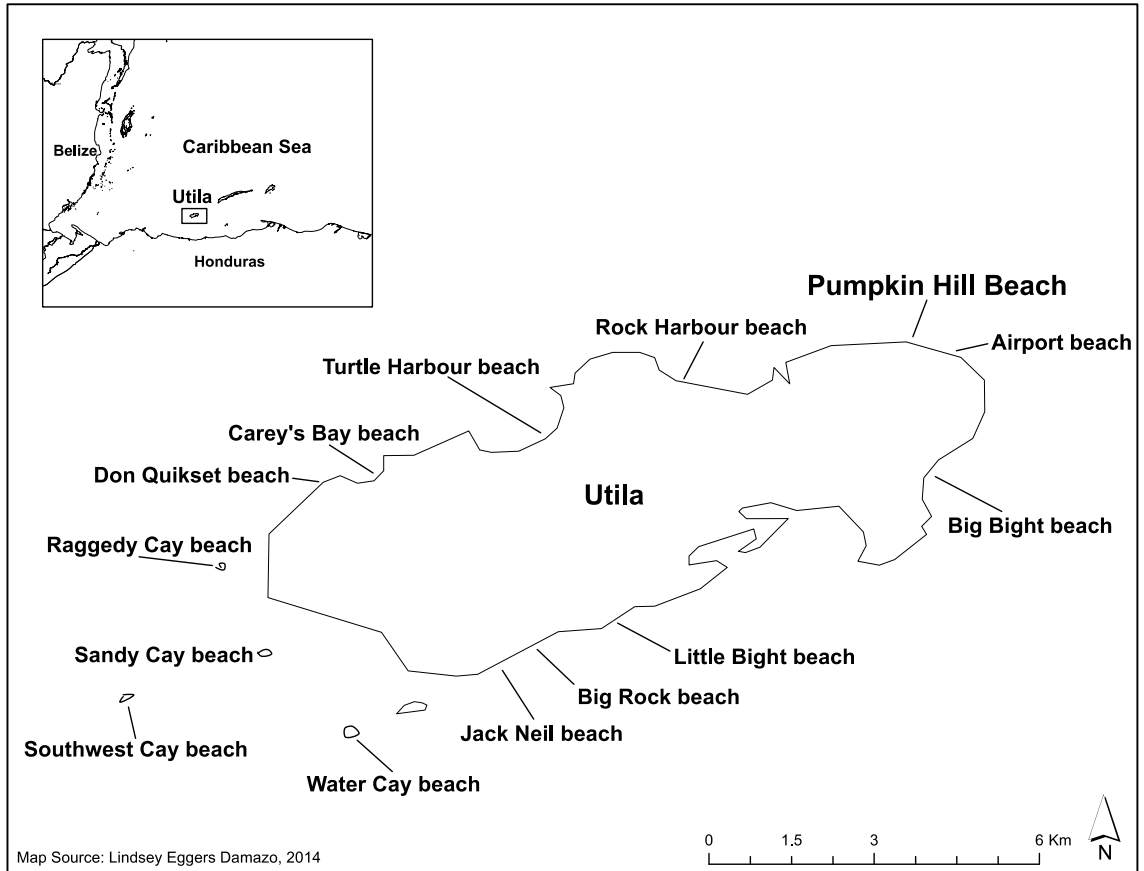 Caribbean Sea
Belize
Utila
Honduras
Pumpkin Hill Beach
Rock Harbour beach
Airport beach
Turtle Harbour beach
Carey's Bay beach
Don Quikset beach
Utila
Big Bight beach
Raggedy Cay beach
Sandy Cay beach
Little Bight beach
Big Rock beach
Jack Neil beach
Southwest Cay beach
Water Cay beach
0 1.5 3 6 Km
N
Map Source: Lindsey Eggers Damazo, 2014